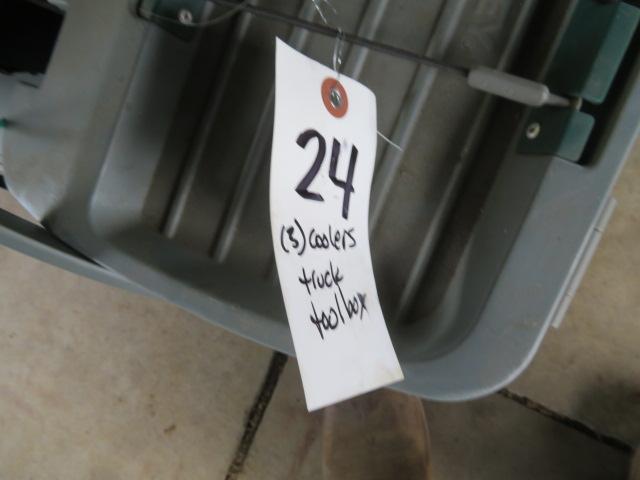 24
(3) coolers
truck
toolbox